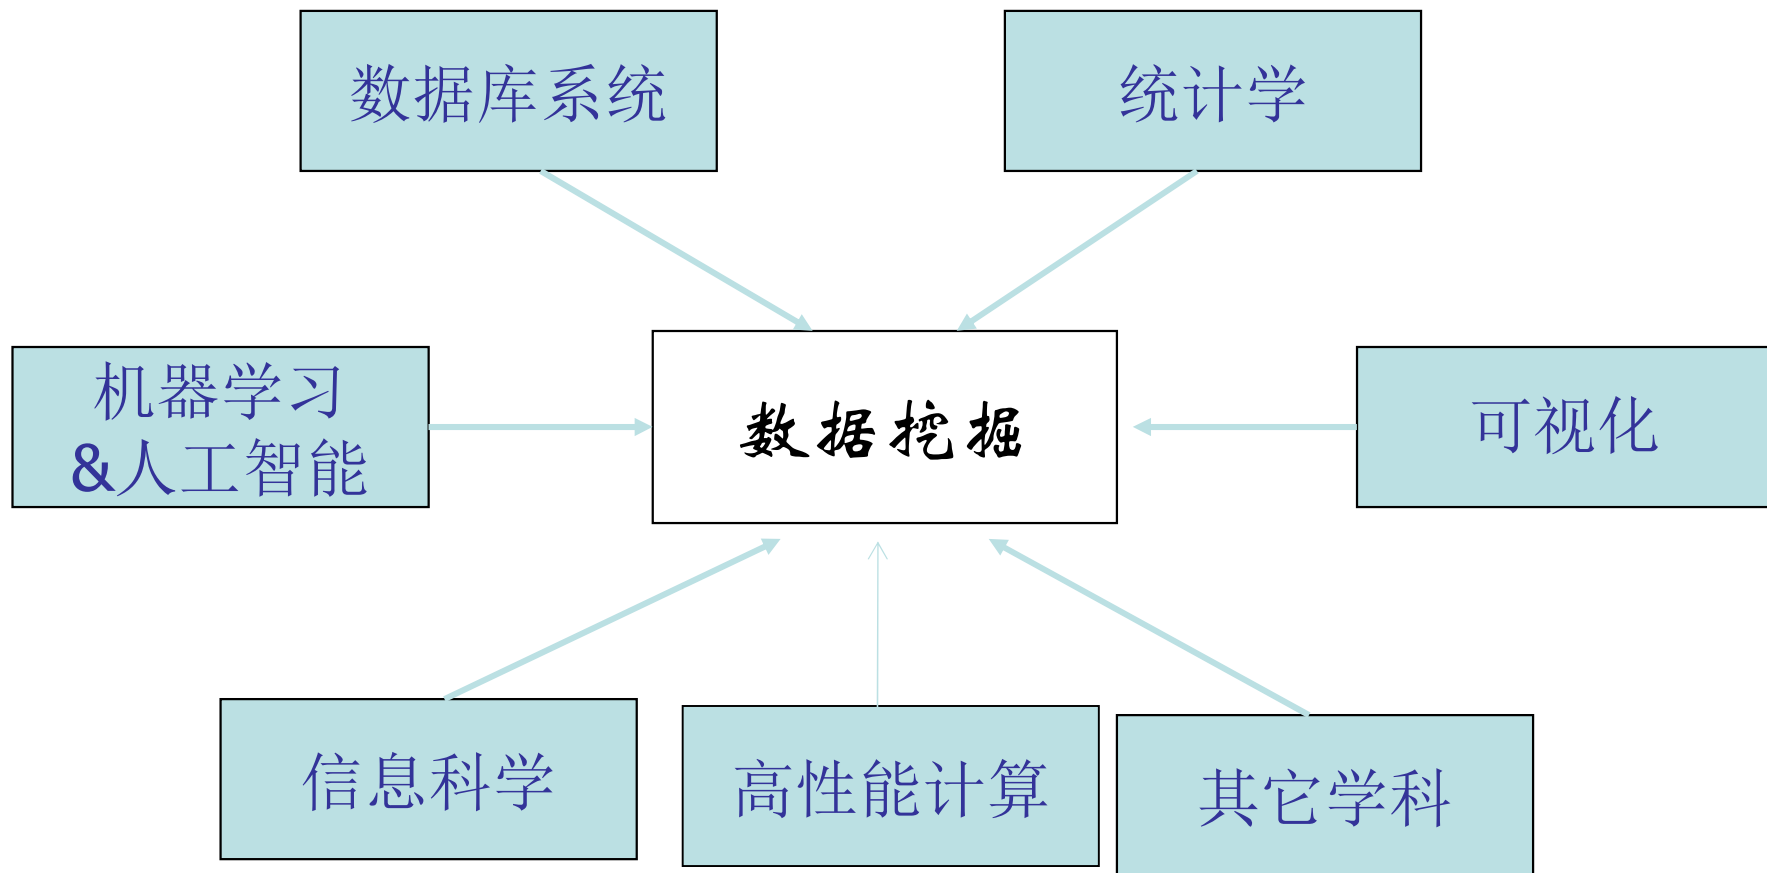 数据库系统
统计学
机器学习
&人工智能
数据挖掘
可视化
信息科学
高性能计算
其它学科